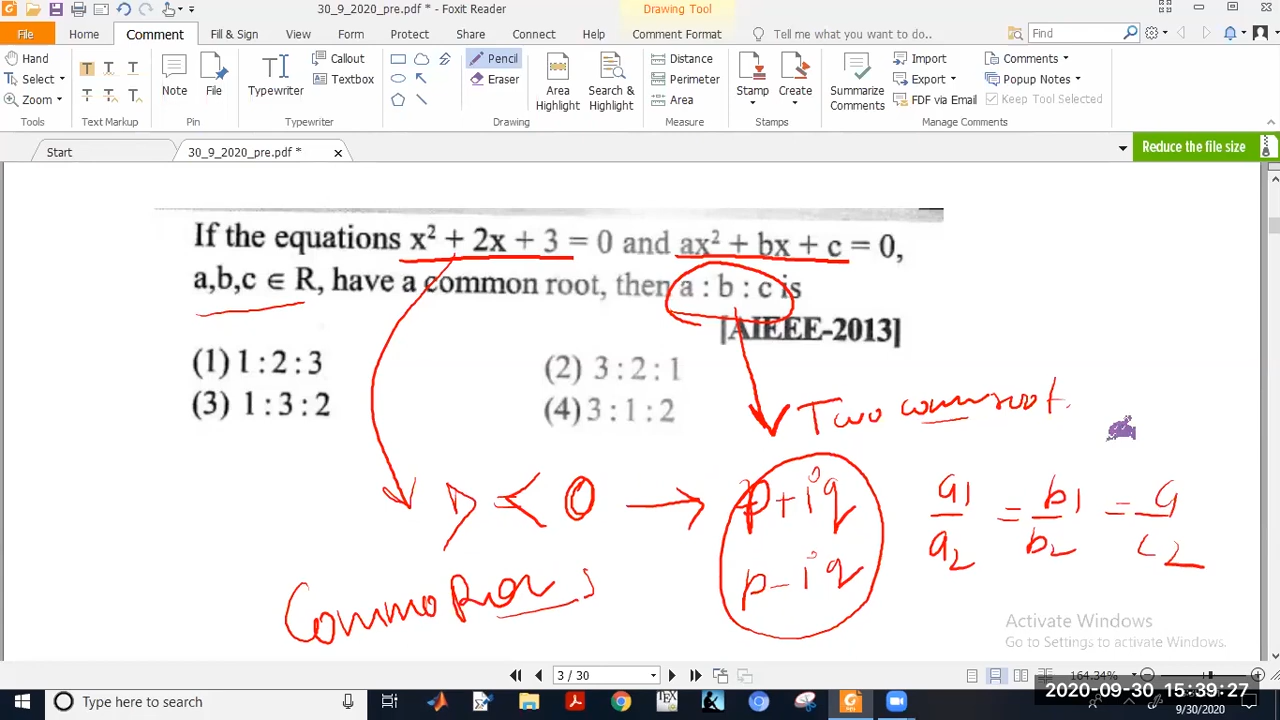 30_9_2020_pre.pdf * - Foxit Reader
Drawing Tool
File Home Comment Fill & Sign View Form Protect Share Connect Help Comment Format Tell me what you want to do.. Find
Hand
Select
Zoom
Tools
Text Markup
Note
File
Pin
Typewriter
Callout
Textbox
Typewriter
Pencil
Eraser
Drawing
Area Highlight
Search & Highlight
Distance
Perimeter
Area
Measure
Stamp
Create
Stamps
Summarize Comments
Import
Export
FDF via Email
Comments
Popup Notes
Keep Tool Selected
Manage Comments
Start
30_9_2020_pre.pdf *
Reduce the file size
If the equations x² + 2x + 3 = 0 and ax² + bx + c = 0,
a,b,c ∈ R, have a common root, then a : b : c is
[AIEEE-2013]
(1) 1 : 2 : 3 (2) 3 : 2 : 1
(3) 1 : 3 : 2 (4) 3 : 1 : 2
Two root.
D < 0 → p+iq
p-iq
a1/a2 = b1/b2 = c1/c2
Activate Windows
Go to Settings to activate Windows.
3 / 30
164.34%
Type here to search
2020-09-30 15:39:27
9/30/2020